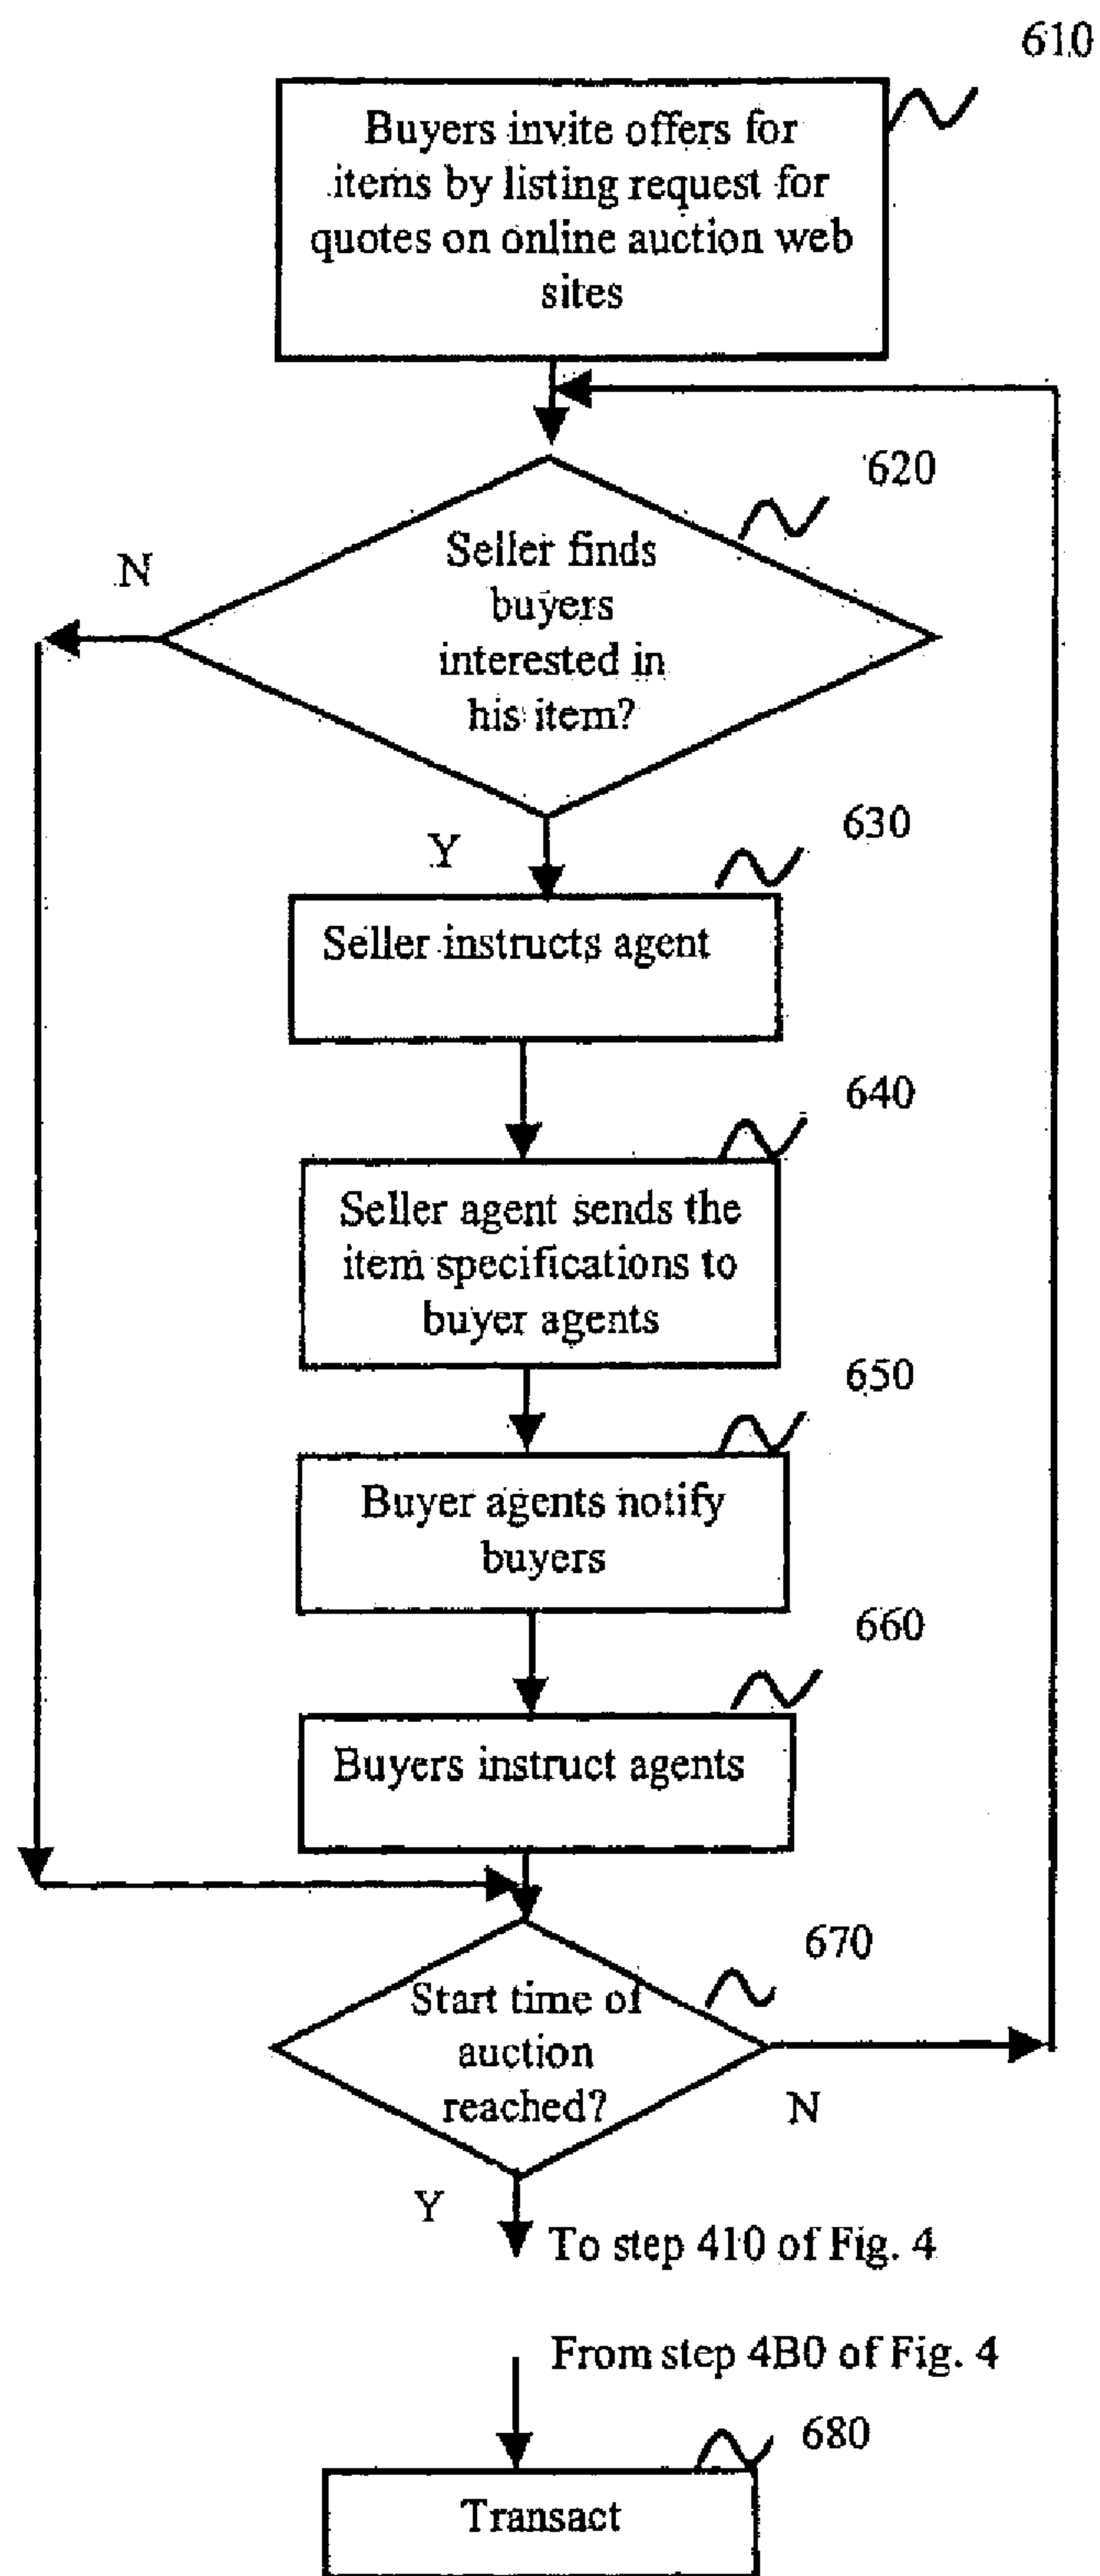 610
Buyers invite offers for
items by listing request for
quotes on online auction web
sites
620
N
Seller finds
buyers
interested in
his item?
Y
630
Seller instructs agent
640
Seller agent sends the
item specifications to
buyer agents
650
Buyer agents notify
buyers
660
Buyers instruct agents
670
Start time of
auction
reached?
N
Y
To step 410 of Fig. 4
From step 4B0 of Fig. 4
680
Transact